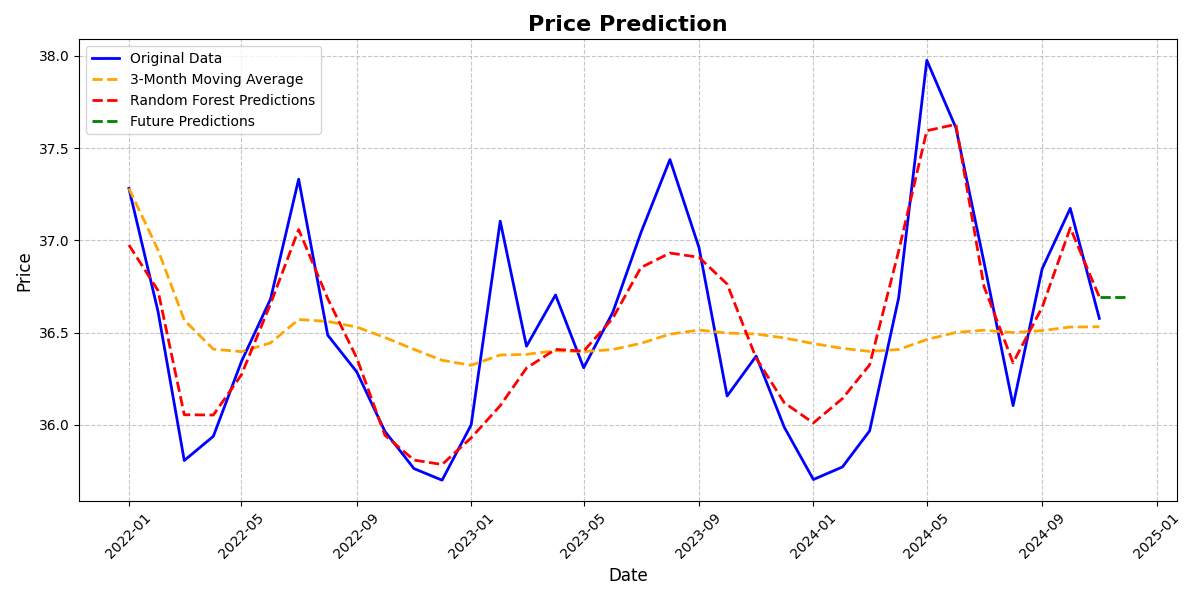 Price Prediction
Original Data
3-Month Moving Average
Random Forest Predictions
Future Predictions
Price
38.0
37.5
37.0
36.5
36.0
2022-01
2022-05
2022-09
2023-01
2023-05
2023-09
2024-01
2024-05
2024-09
2025-01
Date